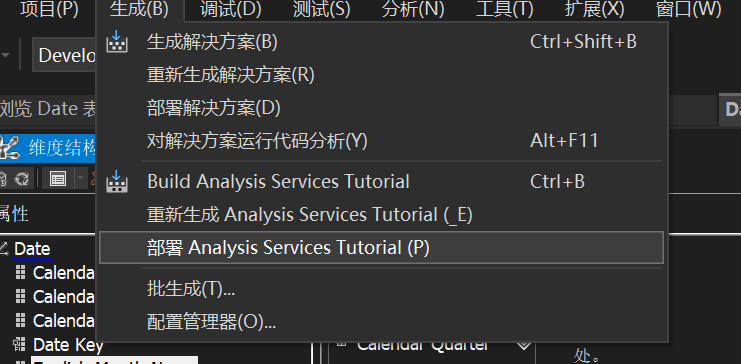 项目(P) 生成(B) 调试(D) 测试(S) 分析(N) 工具(T) 扩展(X) 窗口(W)
生成解决方案(B) Ctrl+Shift+B
Develo
重新生成解决方案(R)
浏览 Date 表
部署解决方案(D)
Da
对解决方案运行代码分析(Y) Alt+F11
维度结构
Build Analysis Services Tutorial Ctrl+B
属性
重新生成 Analysis Services Tutorial (_E)
Date
部署 Analysis Services Tutorial (P)
Calenda
Calenda
批生成(T)...
Calenda
配置管理器(O)...
Date Key
Calendar Quarter
处。